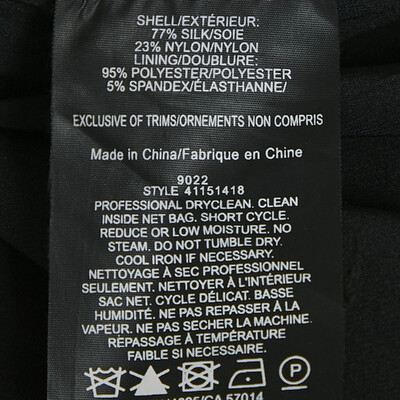 SHELL/EXTÉRIEUR:
77% SILK/SOIE
23% NYLON/NYLON
LINING/DOUBLURE:
95% POLYESTER/POLYESTER
5% SPANDEX/ÉLASTHANNE/
EXCLUSIVE OF TRIMS/ORNEMENTS NON COMPRIS
Made in China/Fabrique en Chine
9022
STYLE 41151418
PROFESSIONAL DRYCLEAN. CLEAN
INSIDE NET BAG. SHORT CYCLE.
REDUCE OR LOW MOISTURE. NO
STEAM. DO NOT TUMBLE DRY.
COOL IRON IF NECESSARY.
NETTOYAGE À SEC PROFESSIONNEL
SEULEMENT. NETTOYER À L'INTÉRIEUR
SAC NET. CYCLE DÉLICAT. BASSE
HUMIDITÉ. NE PAS REPASSER À LA
VAPEUR. NE PAS SECHER LA MACHINE.
RÉPASSAGE À TEMPÉRATURE
FAIBLE SI NECESSAIRE.
P
CA 57014